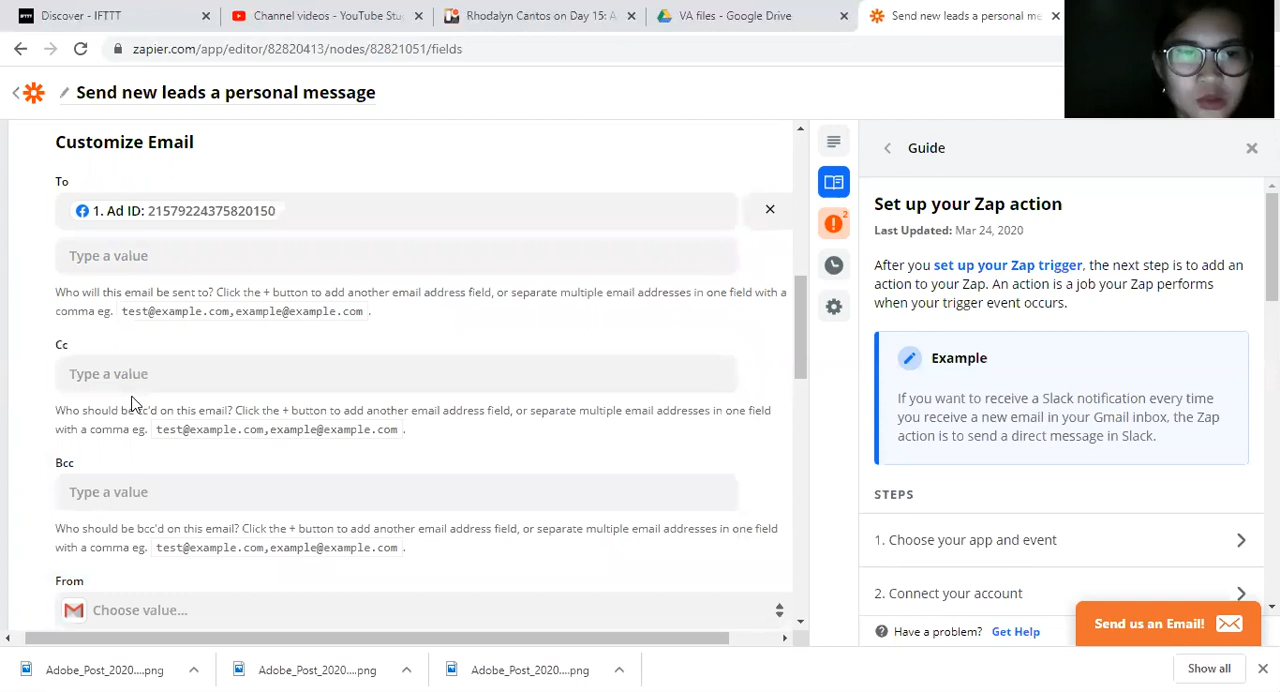 Discover - IFTTT
Channel videos - YouTube Stu
Rhodalyn Cantos on Day 15: A
VA files - Google Drive
Send new leads a personal me
zapier.com/app/editor/82820413/nodes/82821051/fields
Send new leads a personal message
Customize Email
To
1. Ad ID: 21579224375820150
Type a value
Who will this email be sent to? Click the + button to add another email address field, or separate multiple email addresses in one field with a
comma eg. test@example.com,example@example.com.
Cc
Type a value
Who should be cc'd on this email? Click the + button to add another email address field, or separate multiple email addresses in one field
with a comma eg. test@example.com,example@example.com.
Bcc
Type a value
Who should be bcc'd on this email? Click the + button to add another email address field, or separate multiple email addresses in one field
with a comma eg. test@example.com,example@example.com.
From
Choose value...
2
Guide
Set up your Zap action
Last Updated: Mar 24, 2020
After you set up your Zap trigger, the next step is to add an
action to your Zap. An action is a job your Zap performs
when your trigger event occurs.
Example
If you want to receive a Slack notification every time
you receive a new email in your Gmail inbox, the Zap
action is to send a direct message in Slack.
STEPS
1. Choose your app and event
2. Connect your account
Send us an Email!
Have a problem? Get Help
Adobe_Post_2020....png
Adobe_Post_2020....png
Adobe_Post_2020....png
Show all